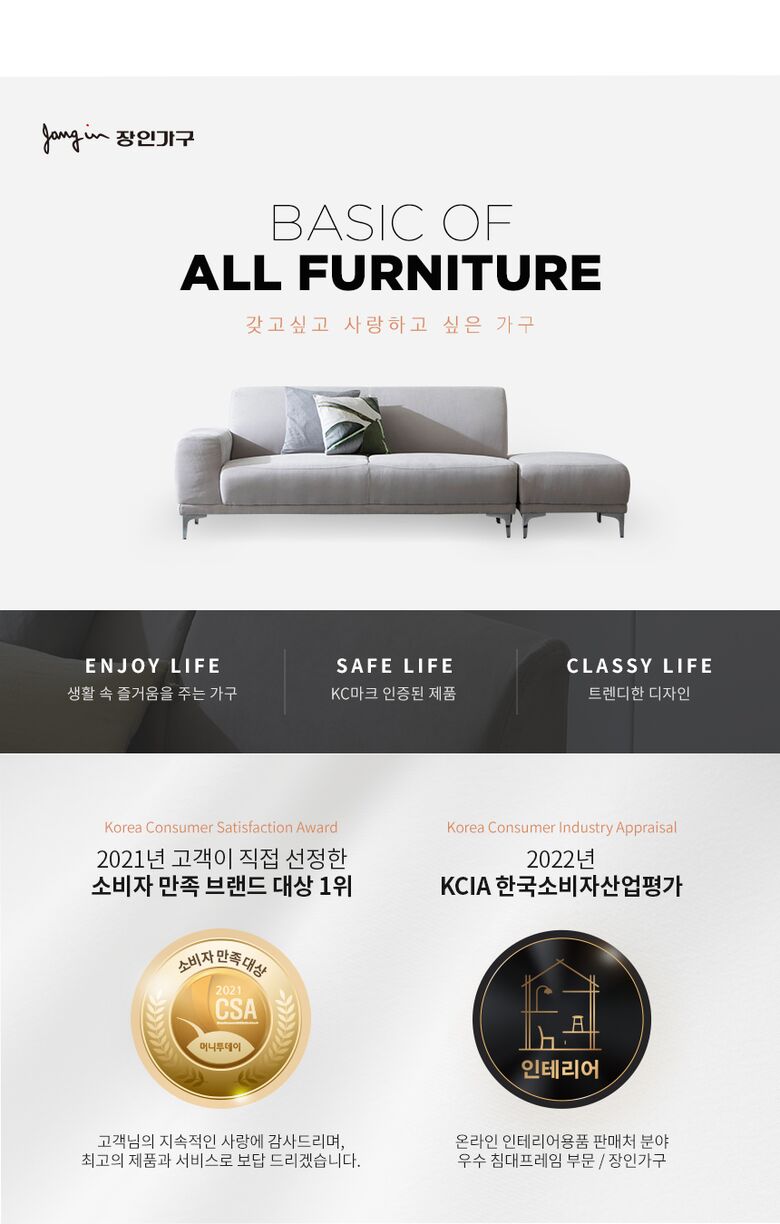 Jangin 장인가구
BASIC OF
ALL FURNITURE
갖고싶고 사랑하고 싶은 가구
ENJOY LIFE
생활 속 즐거움을 주는 가구
SAFE LIFE
KC마크 인증된 제품
CLASSY LIFE
트렌디한 디자인
Korea Consumer Satisfaction Award
2021년 고객이 직접 선정한
소비자 만족 브랜드 대상 1위
소비자 만족 대상
2021
CSA
머니투데이
고객님의 지속적인 사랑에 감사드리며,
최고의 제품과 서비스로 보답 드리겠습니다.
Korea Consumer Industry Appraisal
2022년
KCIA 한국소비자산업평가
인테리어
온라인 인테리어용품 판매처 분야
우수 침대프레임 부문 / 장인가구